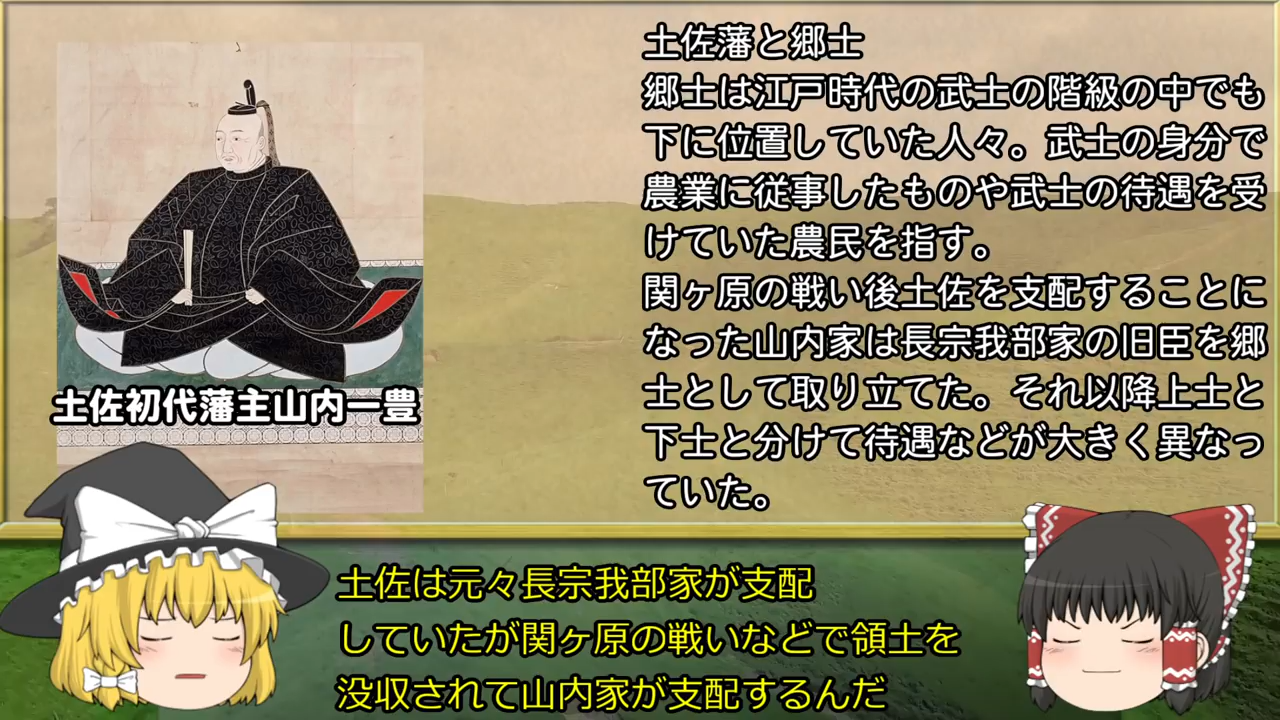 土佐藩と郷士
郷士は江戸時代の武士の階級の中でも
下に位置していた人々。武士の身分で
農業に従事したものや武士の待遇を受
けていた農民を指す。
関ヶ原の戦い後土佐を支配することに
なった山内家は長宗我部家の旧臣を郷
士として取り立てた。それ以降上士と
下士と分けて待遇などが大きく異なっ
ていた。
土佐初代藩主山内一豊
土佐は元々長宗我部家が支配
していたが関ヶ原の戦いなどで領土を
没収されて山内家が支配するんだ